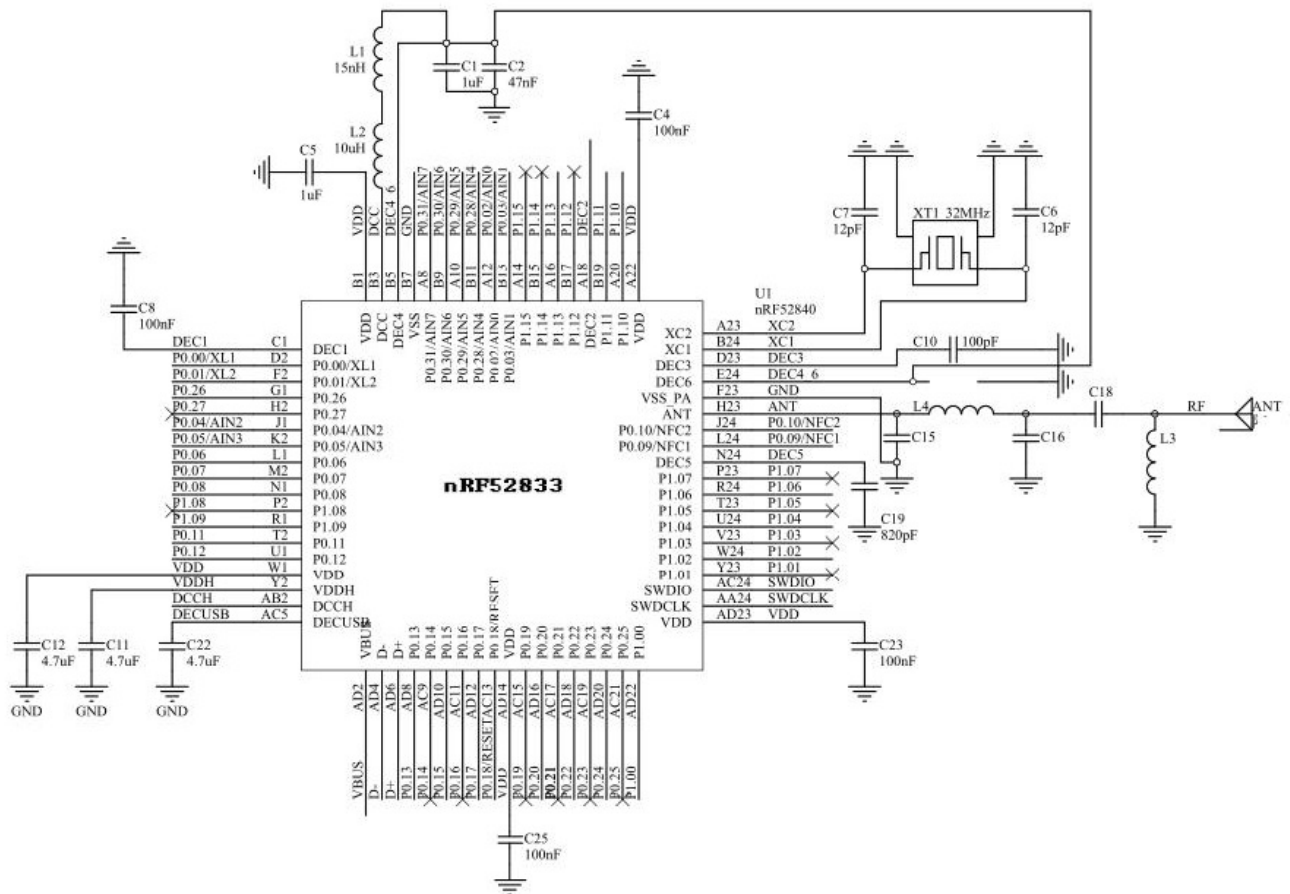 L1
15nH
C1
1uF
C2
47nF
C4
100nF
L2
10uH
C5
1uF
VDD
DCC
DEC4_6
GND
P0.31/AIN7
P0.30/AIN6
P0.29/AIN5
P0.28/AIN4
P0.02/AIN0
P0.03/AIN1
P1.15
P1.14
P1.13
P1.12
DEC2
P1.11
P1.10
VDD
B1
B3
B5
B7
A8
B9
A10
B11
A12
B13
A14
B15
A16
B17
A18
B19
A20
A22
VDD
DCC
DEC4
VSS
P0.31/AIN7
P0.30/AIN6
P0.29/AIN5
P0.28/AIN4
P0.02/AIN0
P0.03/AIN1
P1.15
P1.14
P1.13
P1.12
DEC2
P1.11
P1.10
VDD
C7
12pF
XT1_32MHz
C6
12pF
U1
nRF52840
C8
100nF
DEC1 C1 DEC1
P0.00/XL1 D2 P0.00/XL1
P0.01/XL2 F2 P0.01/XL2
P0.26 G1 P0.26
P0.27 H2 P0.27
P0.04/AIN2 J1 P0.04/AIN2
P0.05/AIN3 K2 P0.05/AIN3
P0.06 L1 P0.06
P0.07 M2 P0.07
P0.08 N1 P0.08
P1.08 P2 P1.08
P1.09 R1 P1.09
P0.11 T2 P0.11
P0.12 U1 P0.12
VDD W1 VDD
VDDH Y2 VDDH
DCCH AB2 DCCH
DECUSB AC5 DECUSB
nRF52833
XC2 A23 XC2
XC1 B24 XC1
DEC3 D23 DEC3
DEC6 E24 DEC4_6
VSS_PA F23 GND
ANT H23 ANT
P0.10/NFC2 J24 P0.10/NFC2
P0.09/NFC1 L24 P0.09/NFC1
DEC5 N24 DEC5
P1.07 P23 P1.07
P1.06 R24 P1.06
P1.05 T23 P1.05
P1.04 U24 P1.04
P1.03 V23 P1.03
P1.02 W24 P1.02
P1.01 Y23 P1.01
SWDIO AC24 SWDIO
SWDCLK AA24 SWDCLK
VDD AD23 VDD
C10
100pF
L4
C18
RF
ANT
C15
C16
L3
C19
820pF
C23
100nF
C12
4.7uF
GND
C11
4.7uF
GND
C22
4.7uF
GND
VBUS
D-
D+
P0.13
P0.14
P0.15
P0.16
P0.17
P0.18/RESET
VDD
P0.19
P0.20
P0.21
P0.22
P0.23
P0.24
P0.25
P1.00
AD2
AD4
AD6
AD8
AC9
AD10
AC11
AD12
AC13
AD14
AC15
AD16
AC17
AD18
AC19
AD20
AC21
AD22
VBUS
D-
D+
P0.13
P0.14
P0.15
P0.16
P0.17
P0.18/RESET
VDD
P0.19
P0.20
P0.21
P0.22
P0.23
P0.24
P0.25
P1.00
C25
100nF